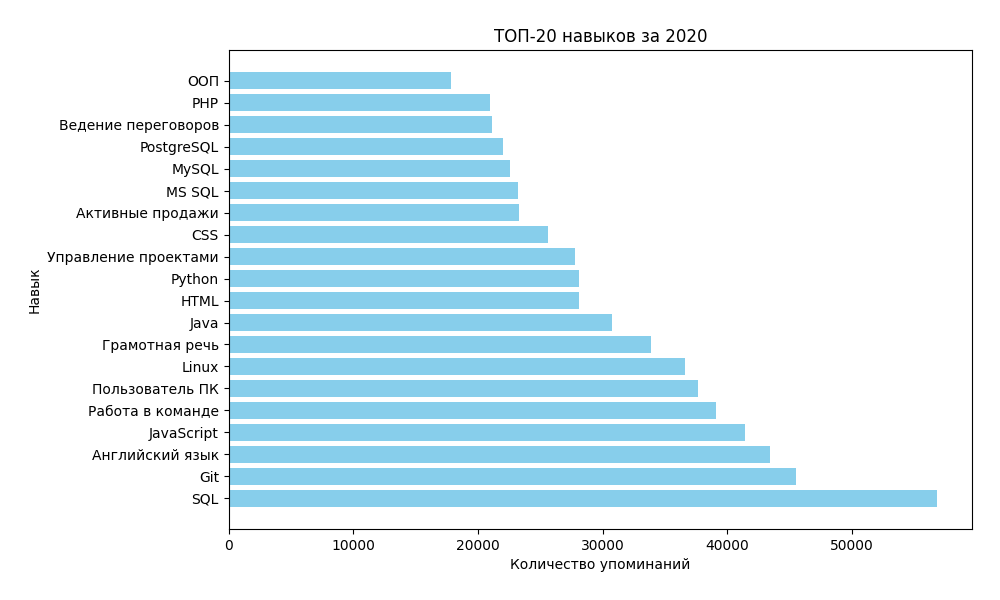 ТОП-20 навыков за 2020
ООП
PHP
Ведение переговоров
PostgreSQL
MySQL
MS SQL
Активные продажи
CSS
Управление проектами
Python
HTML
Java
Грамотная речь
Linux
Пользователь ПК
Работа в команде
JavaScript
Английский язык
Git
SQL
Навык
0 10000 20000 30000 40000 50000
Количество упоминаний